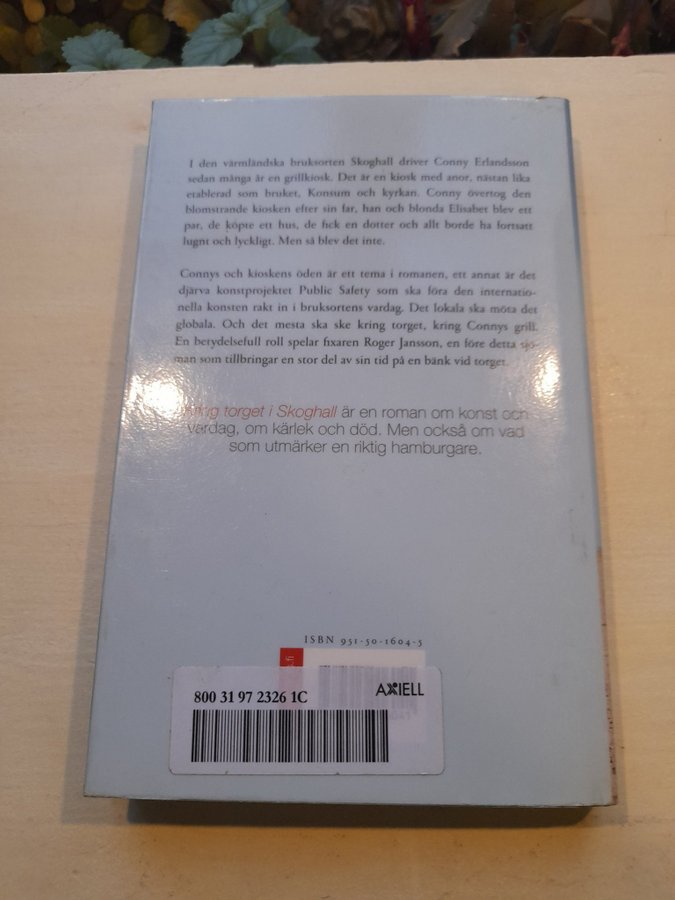 I den värmländska bruksorten Skoghall driver Conny Erlandsson
sedan många år en grillkiosk. Det är en kiosk med anor, nästan lika
etablerad som bruket, Konsum och kyrkan. Conny övertog den
blomstrande kiosken efter sin far, han och blonda Elisabet blev ett
par, de köpte ett hus, de fick en dotter och allt borde ha fortsatt
lugnt och lyckligt. Men så blev det inte.
Connys och kioskens öden är ett tema i romanen, ett annat är det
djärva konstprojektet Public Safety som ska föra den internatio-
nella konsten rakt in i bruksortens vardag. Det lokala ska möta det
globala. Och det mesta ska ske kring torget, kring Connys grill.
En betydelsefull roll spelar fixaren Roger Jansson, en före detta sjö-
man som tillbringar en stor del av sin tid på en bänk vid torget.
Kring torget i Skoghall är en roman om konst och
vardag, om kärlek och död. Men också om vad
som utmärker en riktig hamburgare.
ISBN 951-50-1604-5
800 31 97 2326 1C
AXIELL